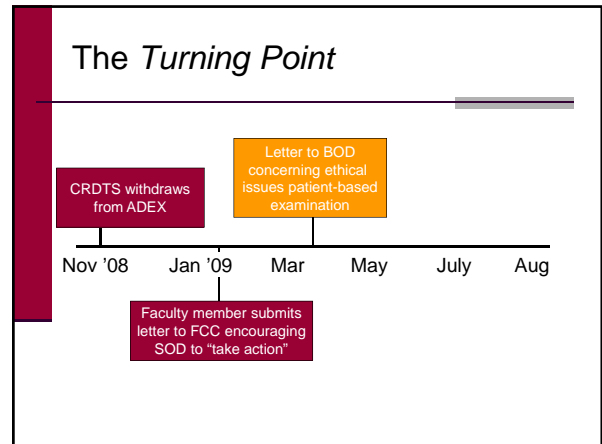 The Turning Point
Letter to BOD
concerning ethical
issues patient-based
examination
CRDTS withdraws
from ADEX
Nov '08 Jan '09 Mar May July Aug
Faculty member submits
letter to FCC encouraging
SOD to “take action”